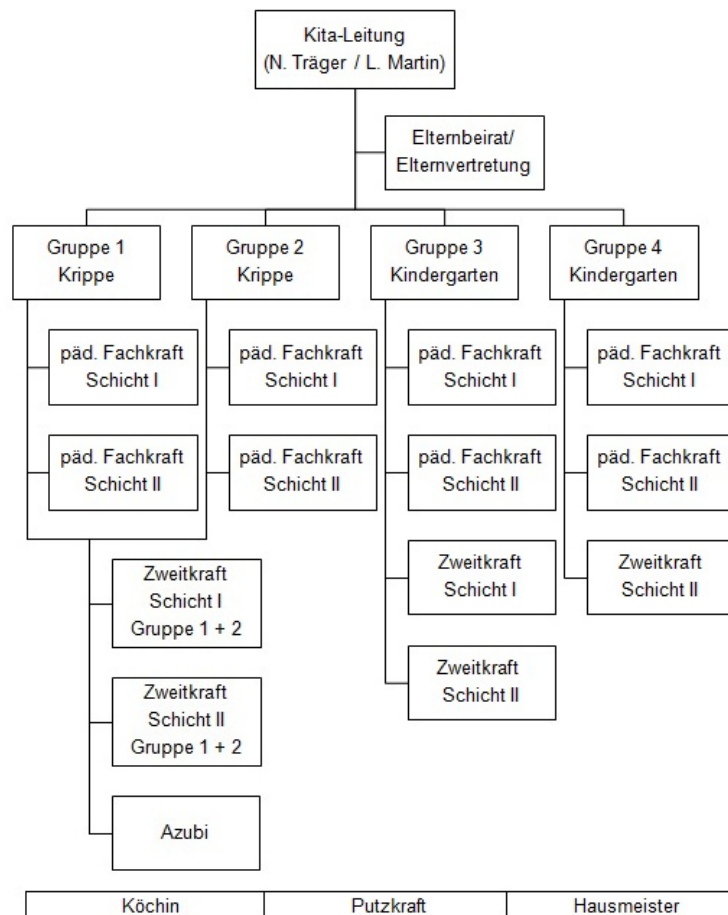 Kita-Leitung
(N. Träger / L. Martin)
Elternbeirat/
Elternvertretung
Gruppe 1
Krippe
Gruppe 2
Krippe
Gruppe 3
Kindergarten
Gruppe 4
Kindergarten
päd. Fachkraft
Schicht I
päd. Fachkraft
Schicht I
päd. Fachkraft
Schicht I
päd. Fachkraft
Schicht I
päd. Fachkraft
Schicht II
päd. Fachkraft
Schicht II
päd. Fachkraft
Schicht II
päd. Fachkraft
Schicht II
Zweitkraft
Schicht I
Gruppe 1 + 2
Zweitkraft
Schicht I
Zweitkraft
Schicht II
Zweitkraft
Schicht II
Gruppe 1 + 2
Zweitkraft
Schicht II
Azubi
Köchin
Putzkraft
Hausmeister